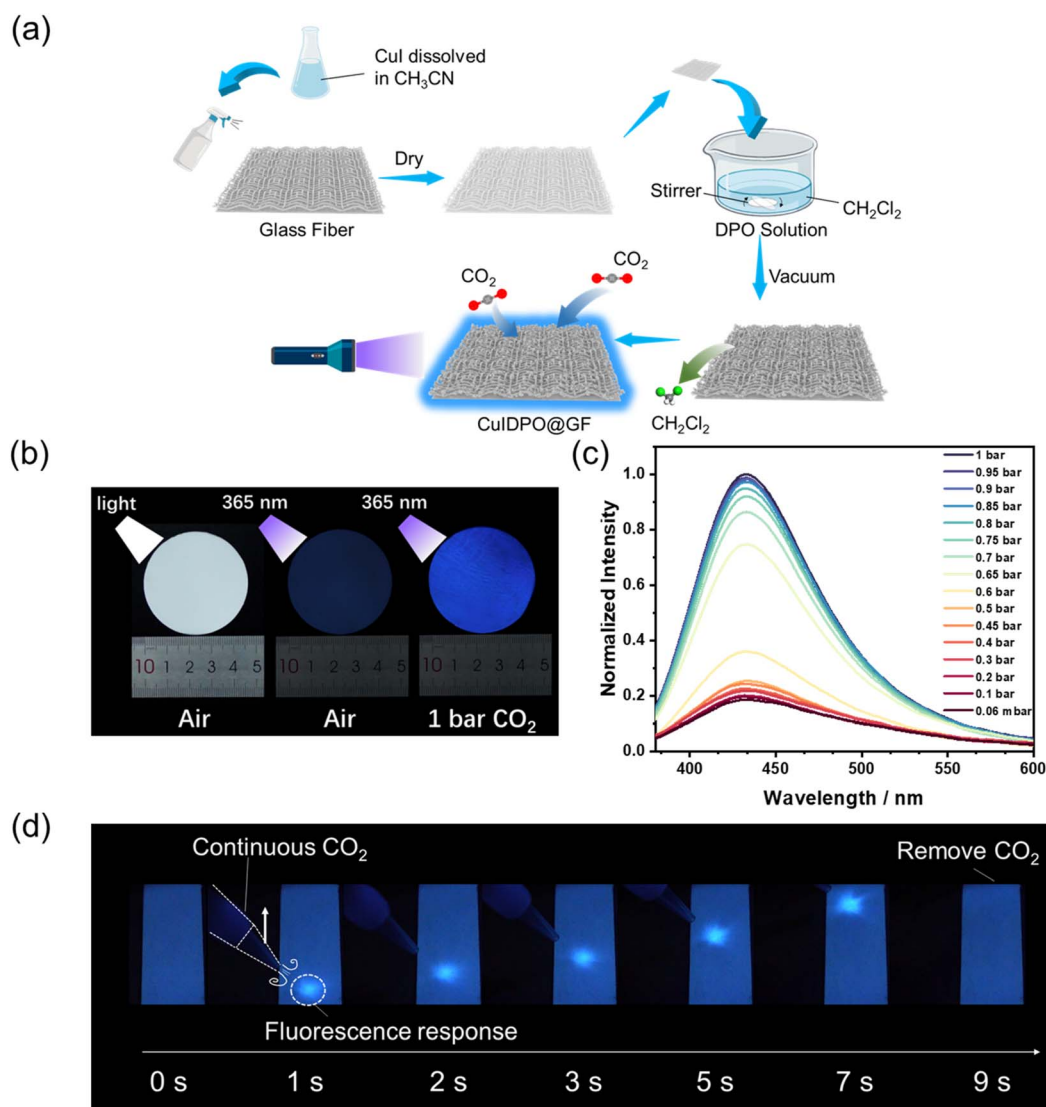 (a)
CuI dissolved
in CH₃CN
Dry
Glass Fiber
Stirrer
CH₂Cl₂
DPO Solution
Vacuum
CO₂
CO₂
CuIDPO@GF
CH₂Cl₂
(b)
light
365 nm
365 nm
10 1 2 3 4 5
10 1 2 3 4 5
10 1 2 3 4 5
Air
Air
1 bar CO₂
(c)
Normalized Intensity
1.0
0.8
0.6
0.4
0.2
0.0
400
450
500
550
600
Wavelength / nm
1 bar
0.95 bar
0.9 bar
0.85 bar
0.8 bar
0.75 bar
0.7 bar
0.65 bar
0.6 bar
0.5 bar
0.45 bar
0.4 bar
0.3 bar
0.2 bar
0.1 bar
0.06 mbar
(d)
Continuous CO₂
Remove CO₂
Fluorescence response
0 s
1 s
2 s
3 s
5 s
7 s
9 s